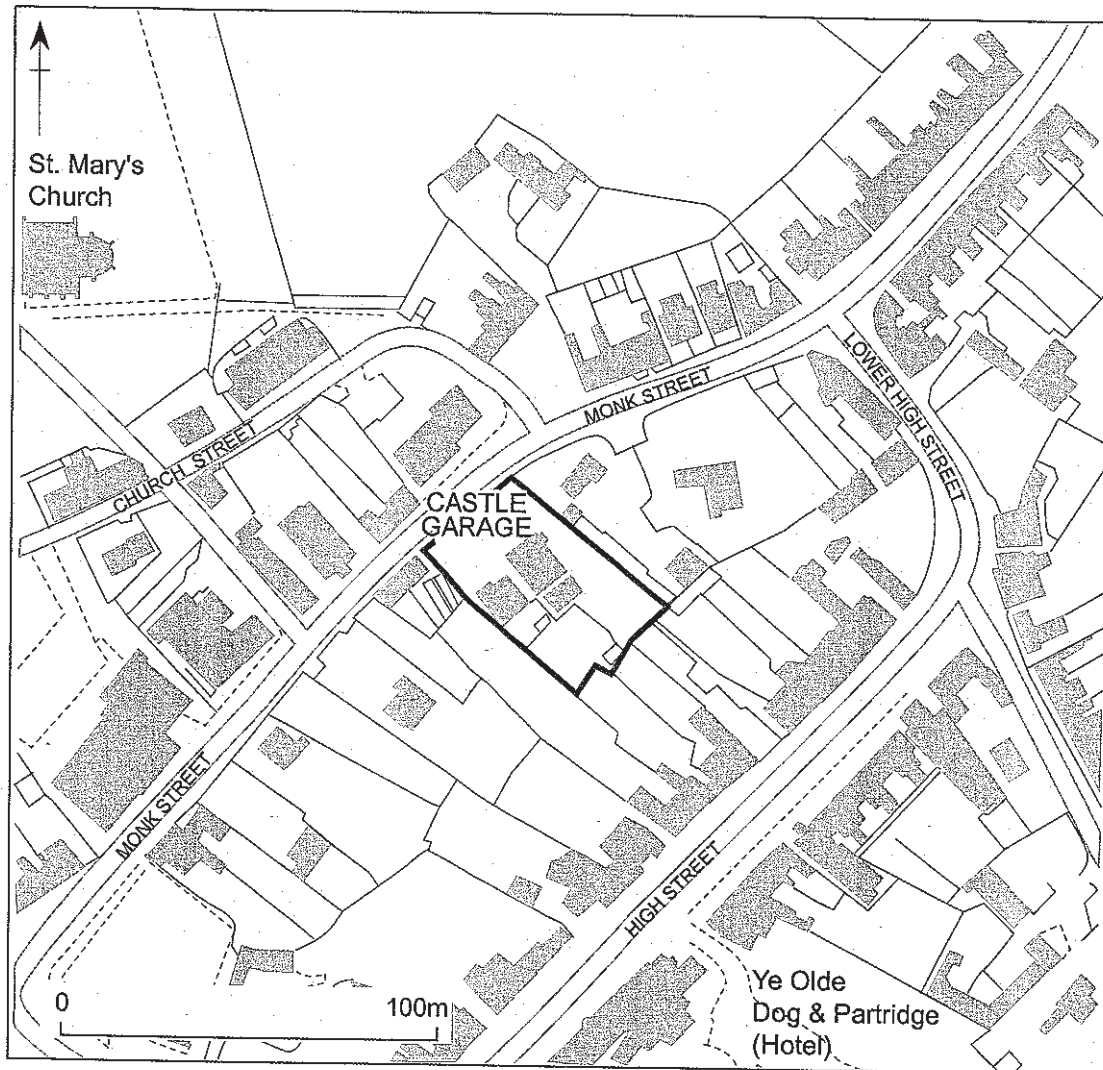 St. Mary's
Church
MONK STREET
LOWER HIGH STREET
CHURCH STREET
CASTLE
GARAGE
MONK STREET
HIGH STREET
Ye Olde
Dog & Partridge
(Hotel)
0 100m